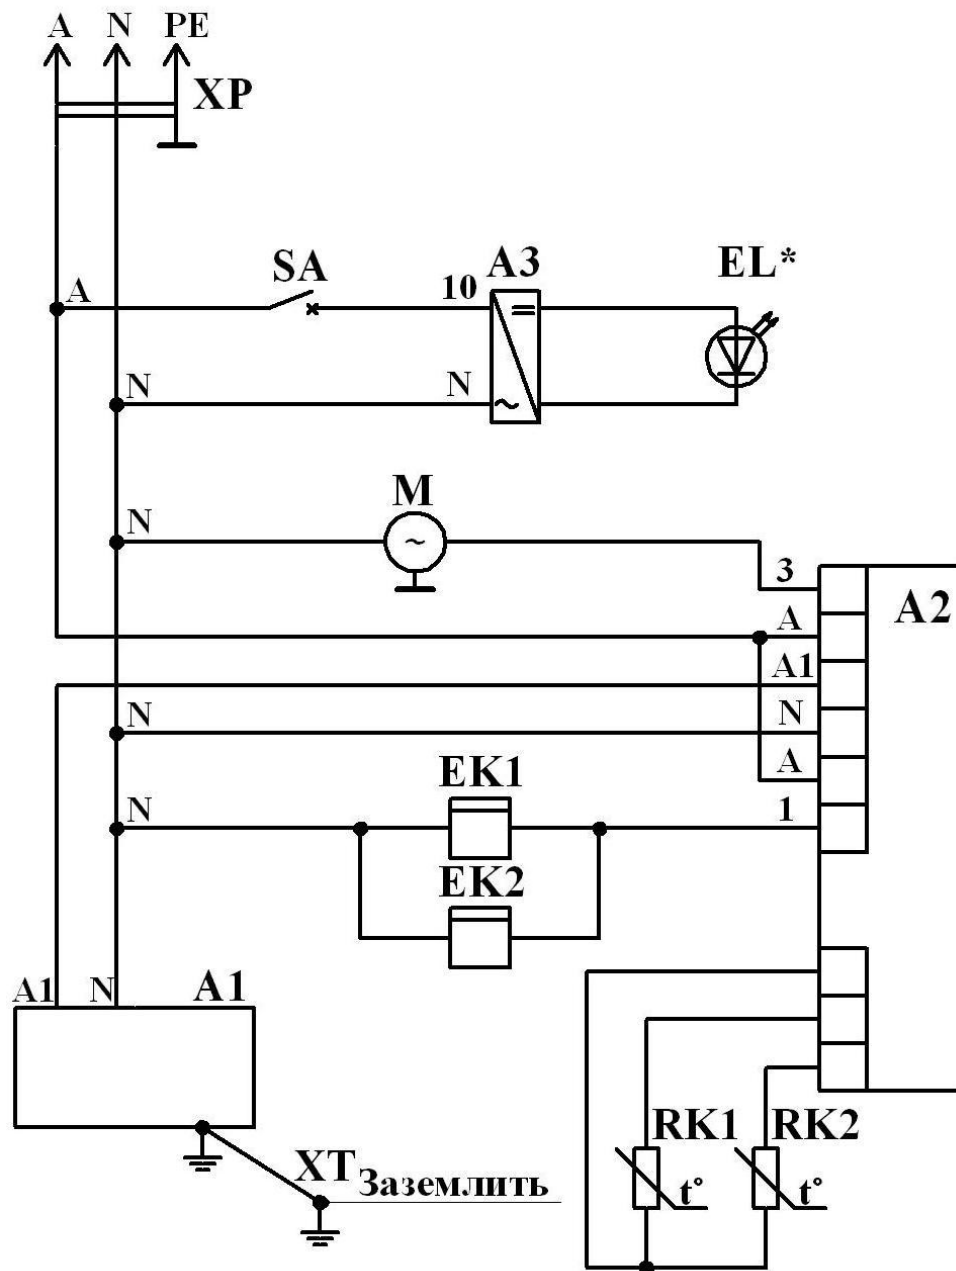 A N PE
XP
SA A3 EL*
A 10
N N
M
N
3
A2
A
A1
N N
A
EK1
N 1
EK2
A1 N A1
RK1 RK2
XT Заземлить
t° t°